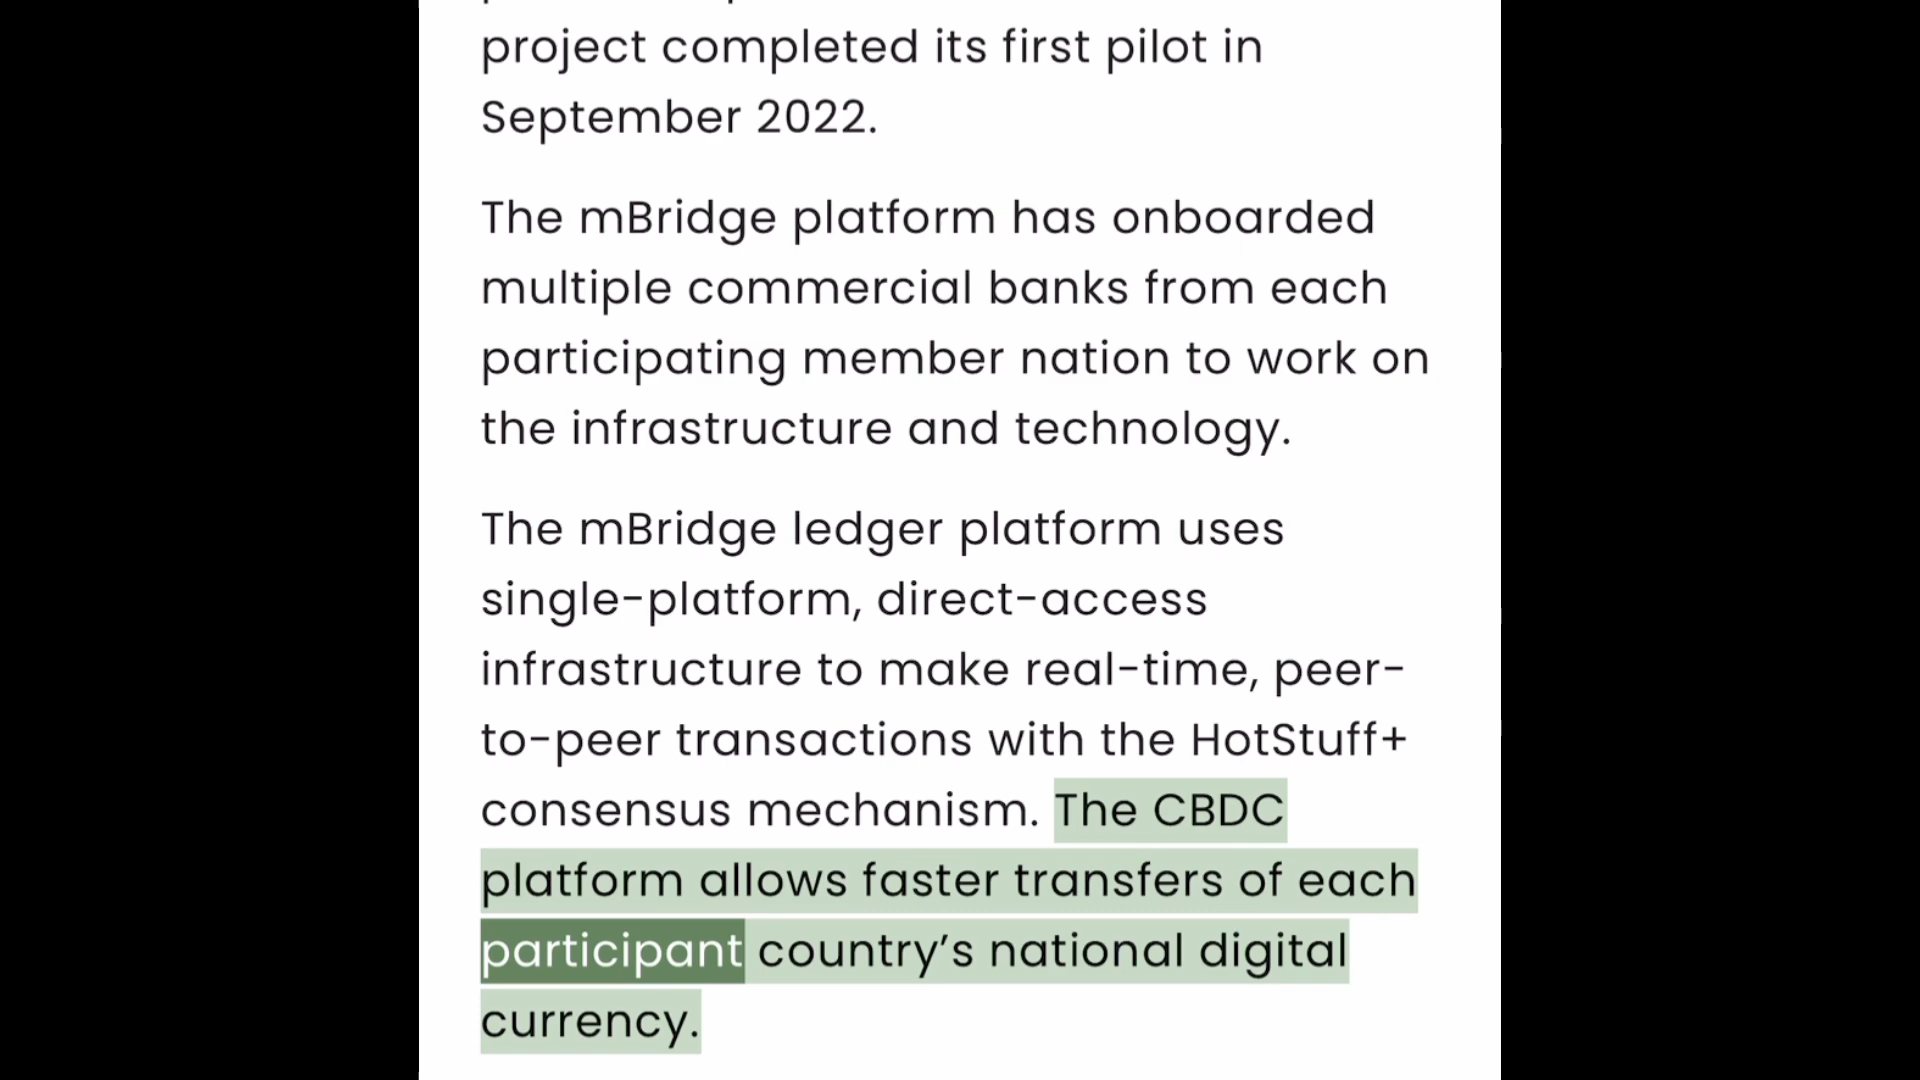 project completed its first pilot in
September 2022.
The mBridge platform has onboarded
multiple commercial banks from each
participating member nation to work on
the infrastructure and technology.
The mBridge ledger platform uses
single-platform, direct-access
infrastructure to make real-time, peer-
to-peer transactions with the HotStuff+
consensus mechanism. The CBDC
platform allows faster transfers of each
participant country’s national digital
currency.